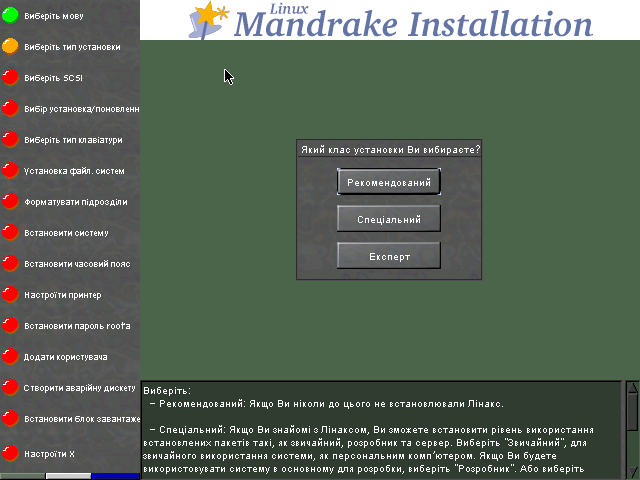 Linux
Mandrake Installation
Виберіть мову
Виберіть тип установки
Виберіть SCSI
Вибір установка/поновленн
Виберіть тип клавіатури
Установка файл. систем
Форматувати підрозділи
Встановити систему
Встановити часовий пояс
Настроїти принтер
Встановити пароль root'а
Додати користувача
Створити аварійну дискету
Встановити блок завантаже
Настроїти X
Який клас установки Ви вибираєте?
Рекомендований
Спеціальний
Експерт
Виберіть:
– Рекомендований: Якщо Ви ніколи до цього не встановлювали Лінакс.
– Спеціальний: Якщо Ви знайомі з Лінаксом, Ви зможете встановити рівень використання
встановлених пакетів такі, як звичайний, розробник та сервер. Виберіть "Звичайний", для
звичайного використання системи, як персональним комп'ютером. Якщо Ви будете
використовувати систему в основному для розробки, виберіть "Розробник". Або виберіть